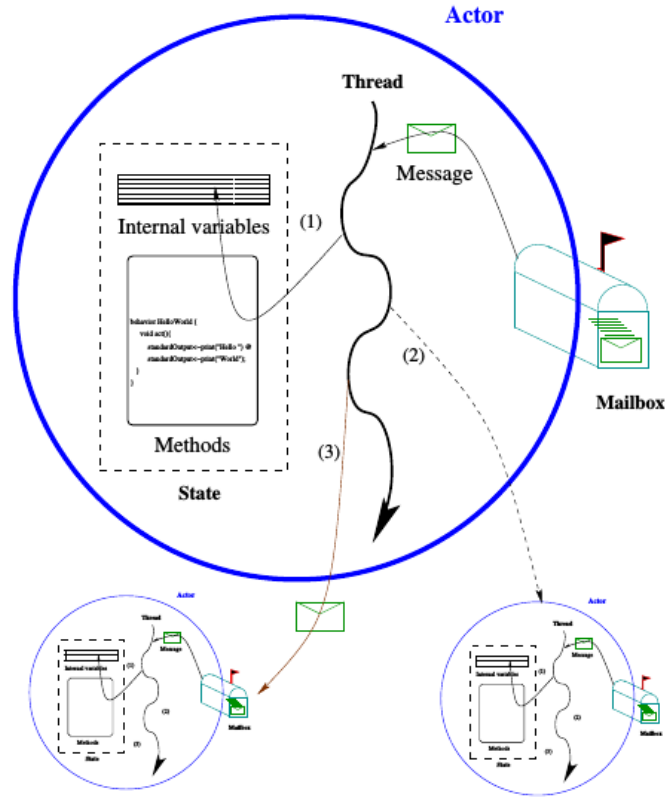 Actor
Thread
Message
Internal variables
(1)
behavior HelloWorld {
void act(){
standardOutput<-print("Hello ") @
standardOutput<-print("World");
}
}
(2)
Mailbox
Methods
(3)
State
Actor
Thread
Message
Internal variables
(1)
(2)
Mailbox
Methods
(3)
State
Actor
Thread
Message
Internal variables
(1)
(2)
Mailbox
Methods
(3)
State